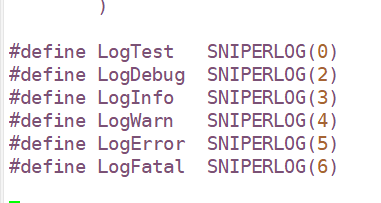 )
#define LogTest   SNIPERLOG(0)
#define LogDebug  SNIPERLOG(2)
#define LogInfo   SNIPERLOG(3)
#define LogWarn   SNIPERLOG(4)
#define LogError  SNIPERLOG(5)
#define LogFatal  SNIPERLOG(6)